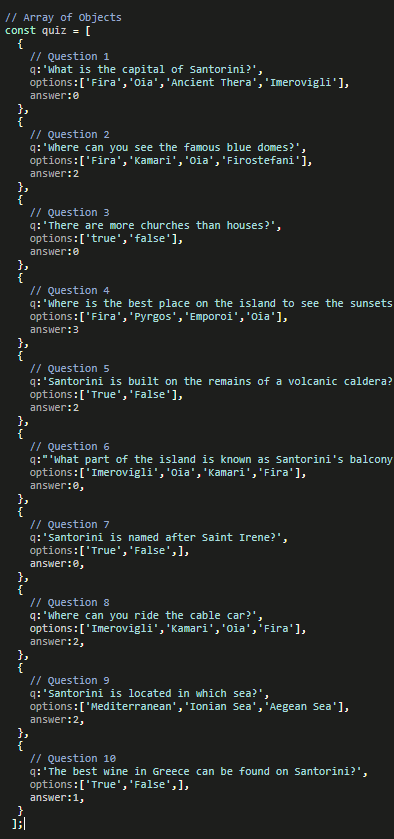 // Array of Objects
const quiz = [
{
// Question 1
q:'What is the capital of Santorini?',
options:['Fira','Oia','Ancient Thera','Imerovigli'],
answer:0
},
{
// Question 2
q:'Where can you see the famous blue domes?',
options:['Fira','Kamari','Oia','Firostefani'],
answer:2
},
{
// Question 3
q:'There are more churches than houses?',
options:['true','false'],
answer:0
},
{
// Question 4
q:'Where is the best place on the island to see the sunsets
options:['Fira','Pyrgos','Emporoi','Oia'],
answer:3
},
{
// Question 5
q:'Santorini is built on the remains of a volcanic caldera?
options:['True','False'],
answer:2
},
{
// Question 6
q:"'What part of the island is known as Santorini's balcony
options:['Imerovigli','Oia','Kamari','Fira'],
answer:0,
},
{
// Question 7
q:'Santorini is named after Saint Irene?',
options:['True','False',],
answer:0,
},
{
// Question 8
q:'Where can you ride the cable car?',
options:['Imerovigli','Kamari','Oia','Fira'],
answer:2,
},
{
// Question 9
q:'Santorini is located in which sea?',
options:['Mediterranean','Ionian Sea','Aegean Sea'],
answer:2,
},
{
// Question 10
q:'The best wine in Greece can be found on Santorini?',
options:['True','False',],
answer:1,
}
];